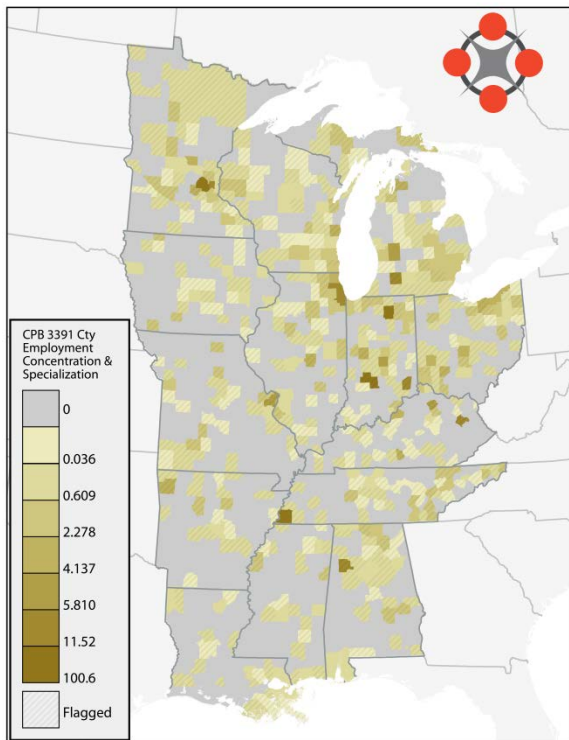 CPB 3391 Cty
Employment
Concentration &
Specialization
0
0.036
0.609
2.278
4.137
5.810
11.52
100.6
Flagged